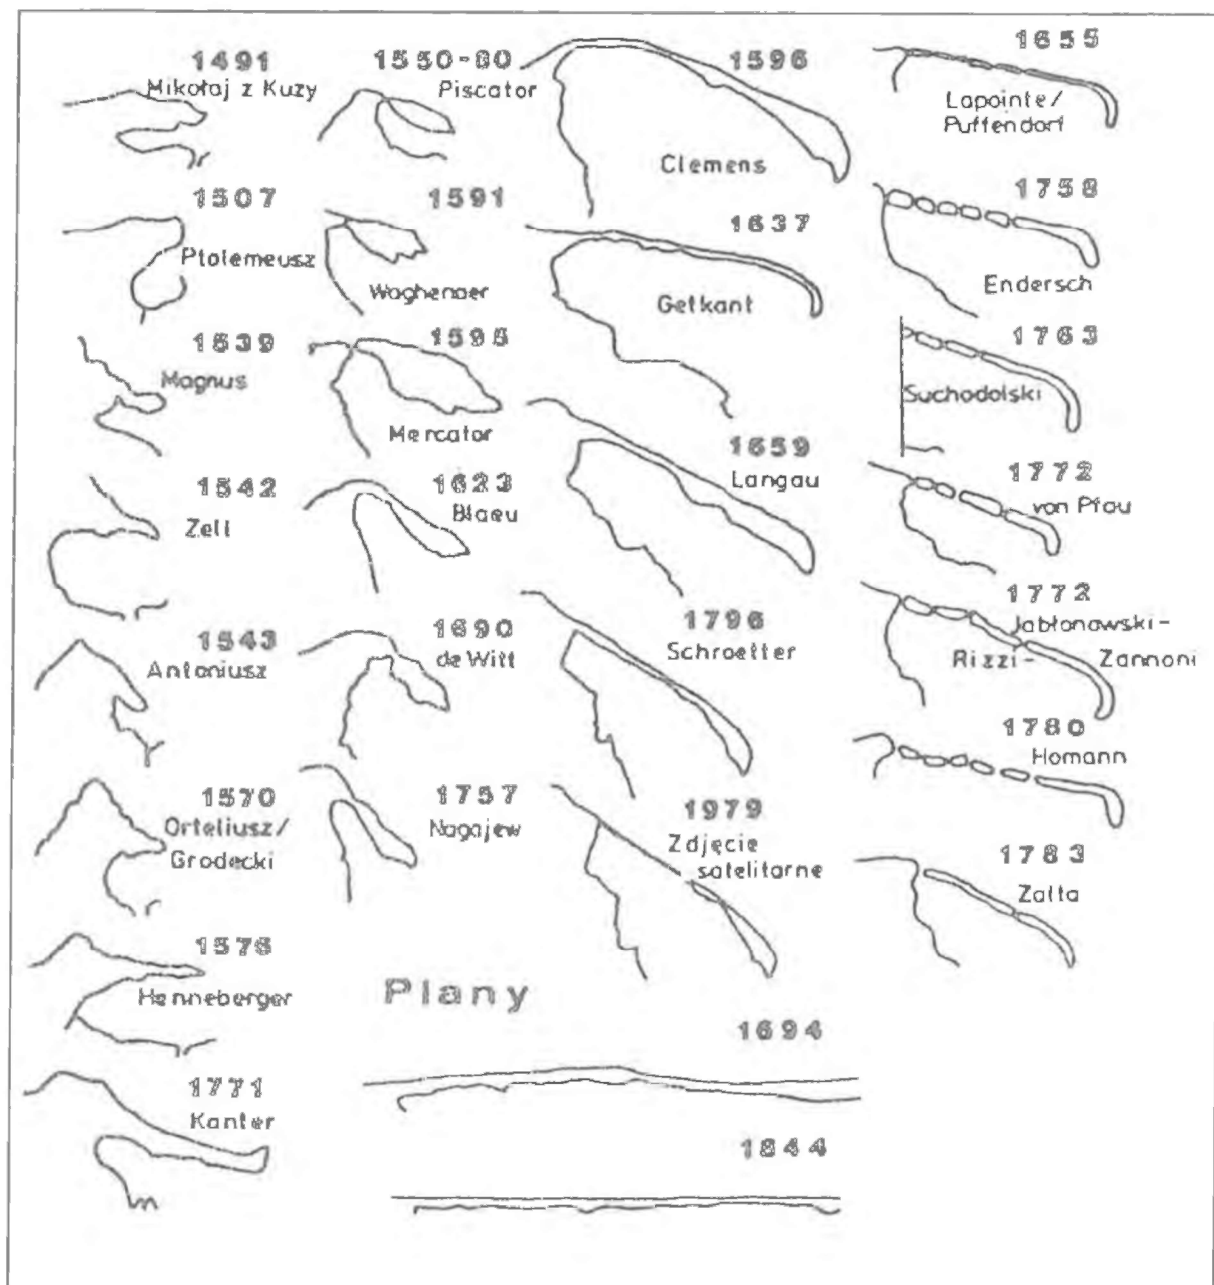 1491
Mikołaj z Kuzy
1507
Ptolemeusz
1539
Magnus
1542
Zell
1543
Antoniusz
1570
Orteliusz/
Grodecki
1576
Henneberger
1771
Kanter
1550-80
Piscator
1591
Waghenaer
1595
Mercator
1623
Blaeu
1690
de Witt
1757
Nagajew
1596
Clemens
1637
Getkant
1659
Langau
1796
Schroetter
1979
Zdjęcie
satelitarne
1655
Lapointe/
Puffendorf
1758
Endersch
1763
Suchodolski
1772
von Pfau
1772
Jabłonowski-
Rizzi-Zannoni
1780
Homann
1783
Zatta
Plany
1694
1844